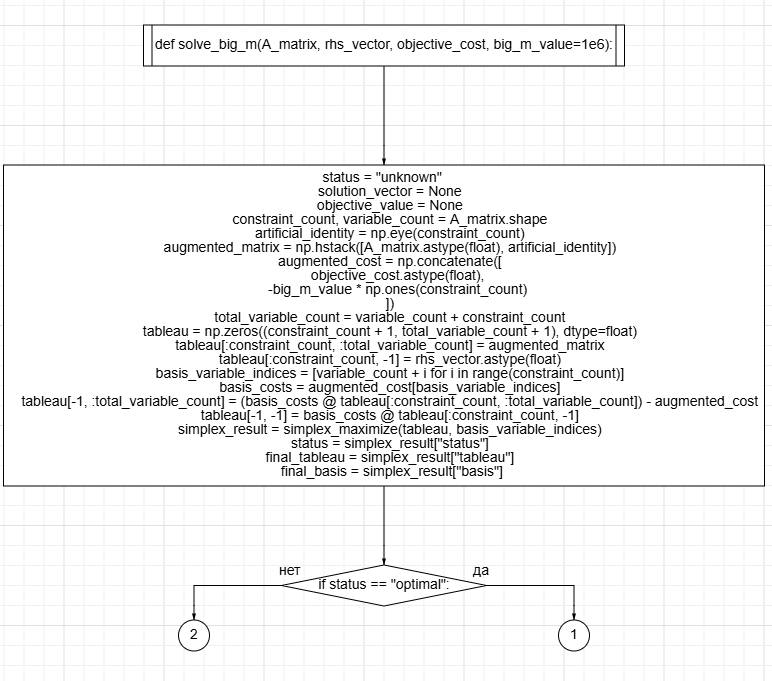 def solve_big_m(A_matrix, rhs_vector, objective_cost, big_m_value=1e6):
status = "unknown"
solution_vector = None
objective_value = None
constraint_count, variable_count = A_matrix.shape
artificial_identity = np.eye(constraint_count)
augmented_matrix = np.hstack([A_matrix.astype(float), artificial_identity])
augmented_cost = np.concatenate([
objective_cost.astype(float),
-big_m_value * np.ones(constraint_count)
])
total_variable_count = variable_count + constraint_count
tableau = np.zeros((constraint_count + 1, total_variable_count + 1), dtype=float)
tableau[:constraint_count, :total_variable_count] = augmented_matrix
tableau[:constraint_count, -1] = rhs_vector.astype(float)
basis_variable_indices = [variable_count + i for i in range(constraint_count)]
basis_costs = augmented_cost[basis_variable_indices]
tableau[-1, :total_variable_count] = (basis_costs @ tableau[:constraint_count, :total_variable_count]) - augmented_cost
tableau[-1, -1] = basis_costs @ tableau[:constraint_count, -1]
simplex_result = simplex_maximize(tableau, basis_variable_indices)
status = simplex_result["status"]
final_tableau = simplex_result["tableau"]
final_basis = simplex_result["basis"]
нет
да
if status == "optimal":
2
1